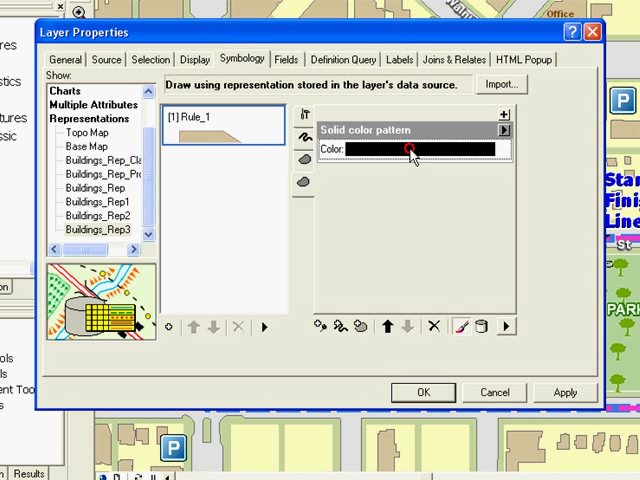 Office
Layer Properties
General
Source
Selection
Display
Symbology
Fields
Definition Query
Labels
Joins & Relates
HTML Popup
Show:
Charts
Multiple Attributes
Representations
Topo Map
Base Map
Buildings_Rep_Cla
Buildings_Rep_Pro
Buildings_Rep
Buildings_Rep1
Buildings_Rep2
Buildings_Rep3
Draw using representation stored in the layer's data source.
Import...
[1] Rule_1
Solid color pattern
Color:
OK
Cancel
Apply
P
Star
Finis
Line
St
PARK
P
Results